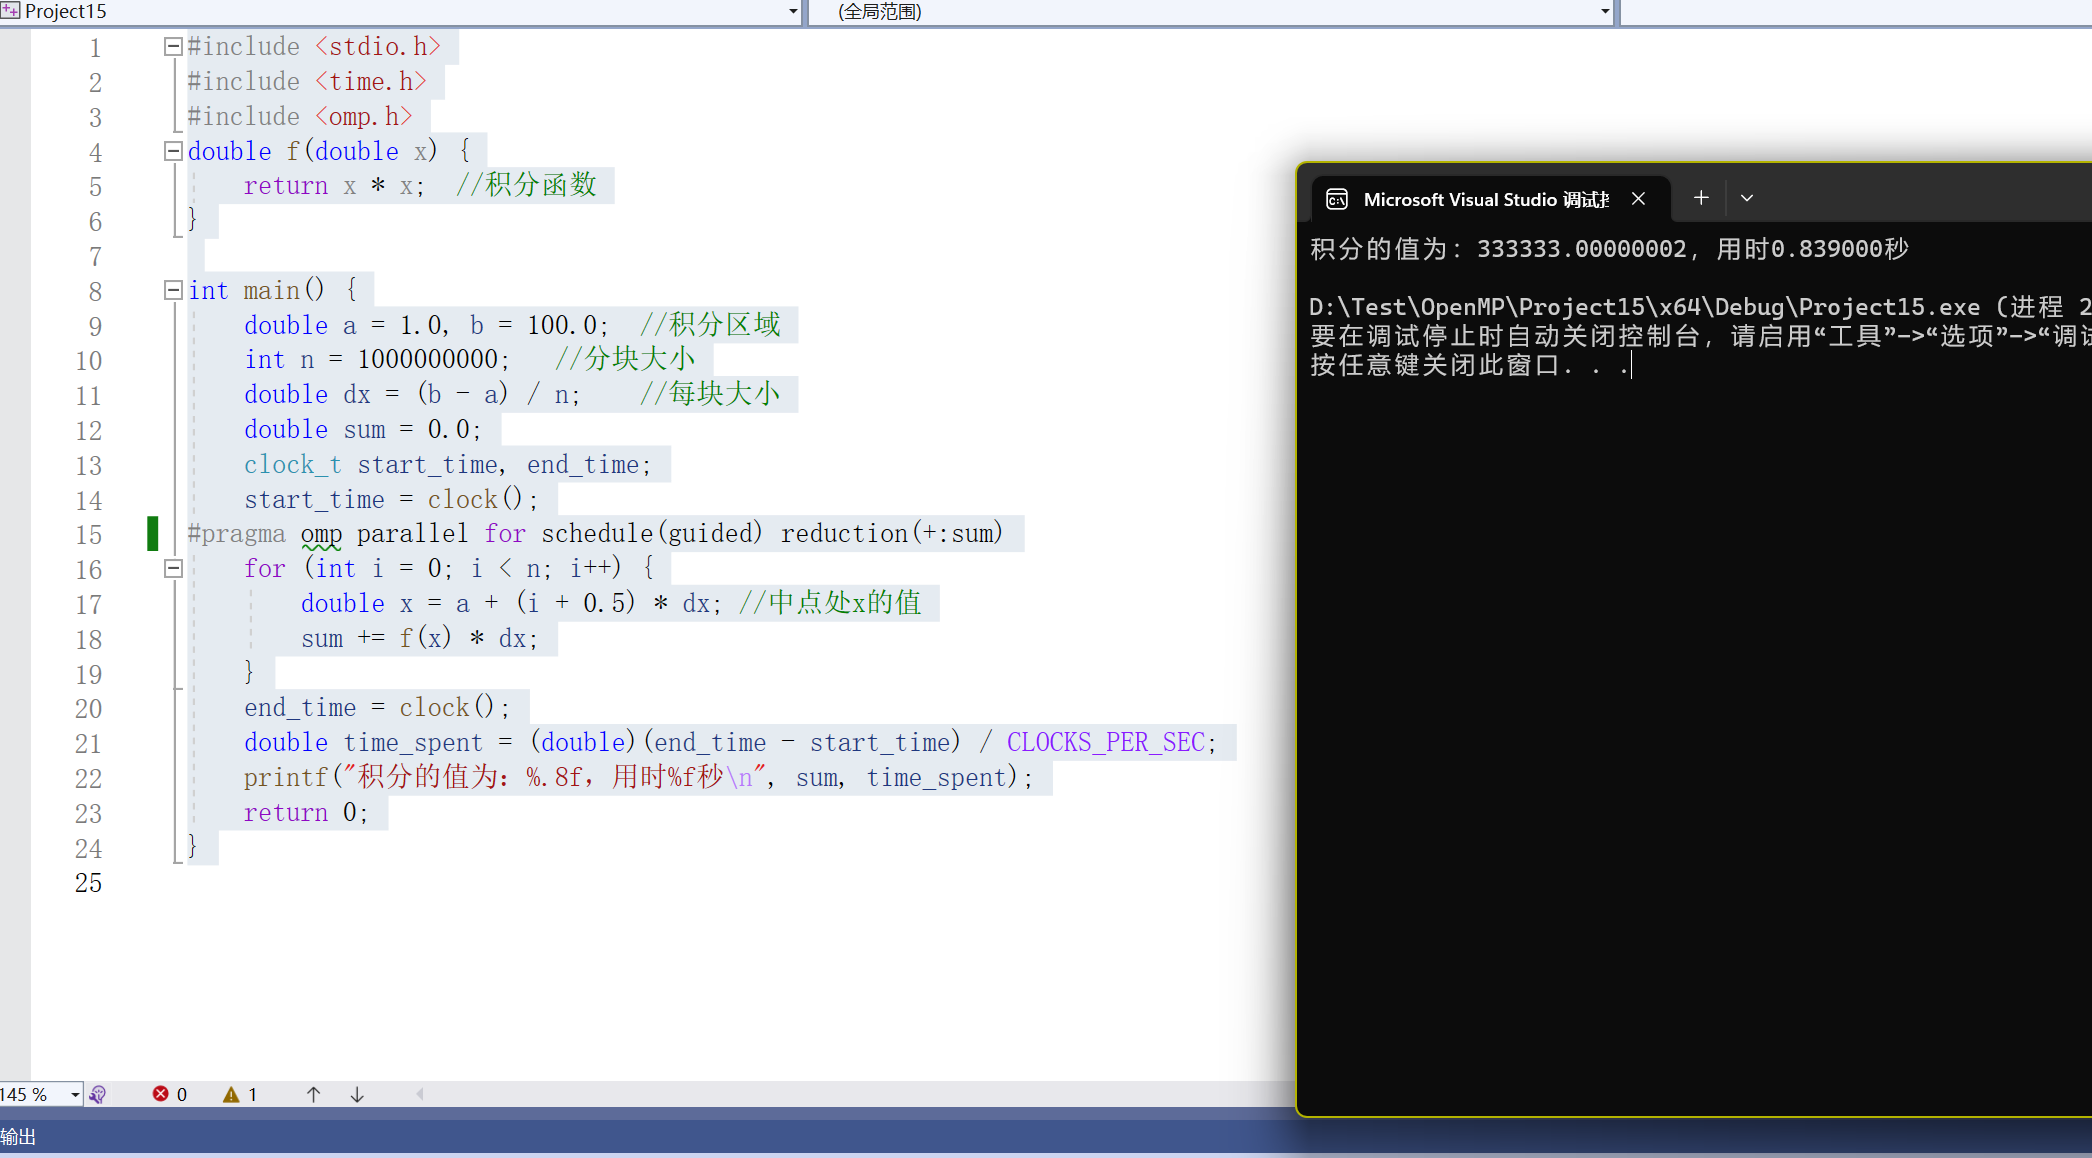 Project15
(全局范围)
1 #include <stdio.h>
2 #include <time.h>
3 #include <omp.h>
4 double f(double x) {
5 return x * x; //积分函数
6 }
7
8 int main() {
9 double a = 1.0, b = 100.0; //积分区域
10 int n = 1000000000; //分块大小
11 double dx = (b - a) / n; //每块大小
12 double sum = 0.0;
13 clock_t start_time, end_time;
14 start_time = clock();
15 #pragma omp parallel for schedule(guided) reduction(+:sum)
16 for (int i = 0; i < n; i++) {
17 double x = a + (i + 0.5) * dx; //中点处x的值
18 sum += f(x) * dx;
19 }
20 end_time = clock();
21 double time_spent = (double)(end_time - start_time) / CLOCKS_PER_SEC;
22 printf("积分的值为：%.8f，用时%f秒\n", sum, time_spent);
23 return 0;
24 }
25
Microsoft Visual Studio 调试
积分的值为：333333.00000002，用时0.839000秒
D:\Test\OpenMP\Project15\x64\Debug\Project15.exe (进程 2
要在调试停止时自动关闭控制台，请启用“工具”->“选项”->“调试
按任意键关闭此窗口. . .
145 %
0
1
输出